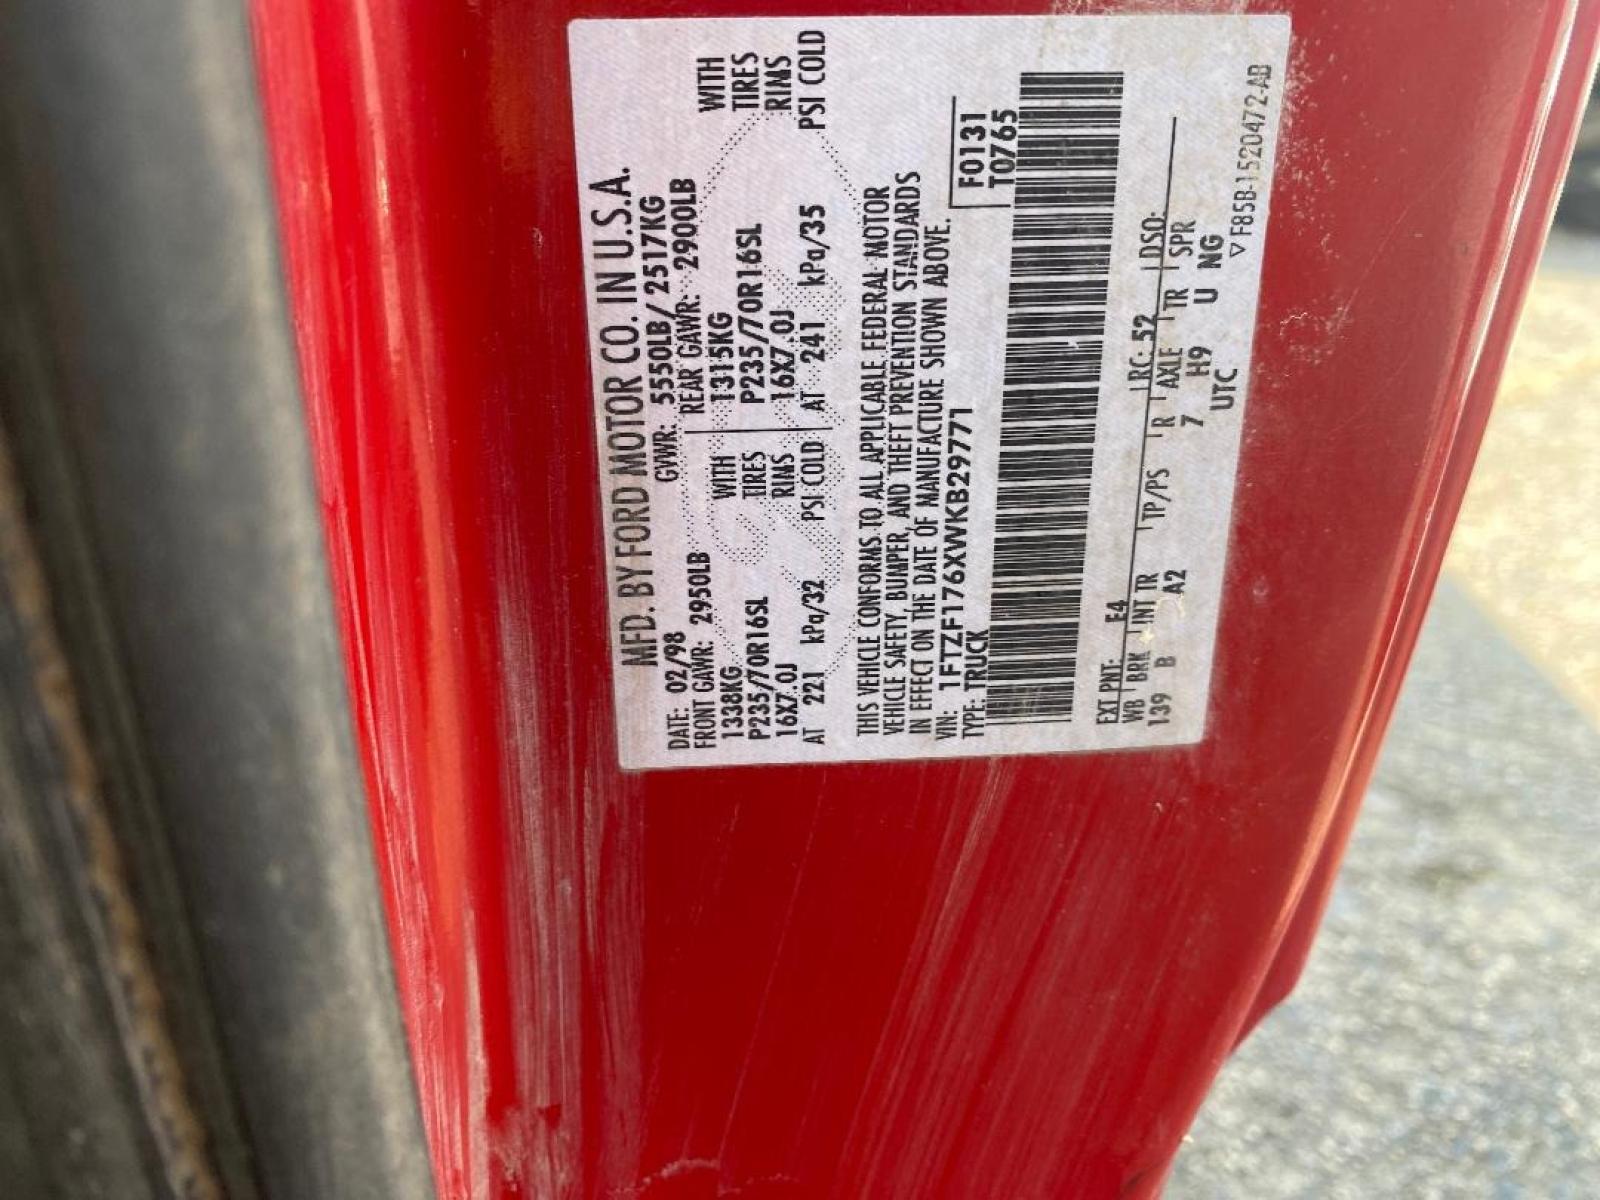 MFD. BY FORD MOTOR CO. IN U.S.A.
DATE: 02/98 GVWR: 5550LB/2517KG
FRONT GAWR: 2950LB REAR GAWR: 2900LB
1338KG WITH 1315KG WITH
P235/70R16SL TIRES P235/70R16SL TIRES
16X7.0J RIMS 16X7.0J RIMS
AT 221 kPa/32 PSI COLD AT 241 kPa/35 PSI COLD
THIS VEHICLE CONFORMS TO ALL APPLICABLE FEDERAL MOTOR
VEHICLE SAFETY, BUMPER, AND THEFT PREVENTION STANDARDS
IN EFFECT ON THE DATE OF MANUFACTURE SHOWN ABOVE.
VIN: 1FTZF176XWKB29771 F0131
TYPE: TRUCK T0765
EXT PNT: E4 RC: 52 DSO:
WB BRK INT TR TP/PS R AXLE TR SPR
139 B A2 7 H9 U NG
UTC
▽ F85B-1520472-AB